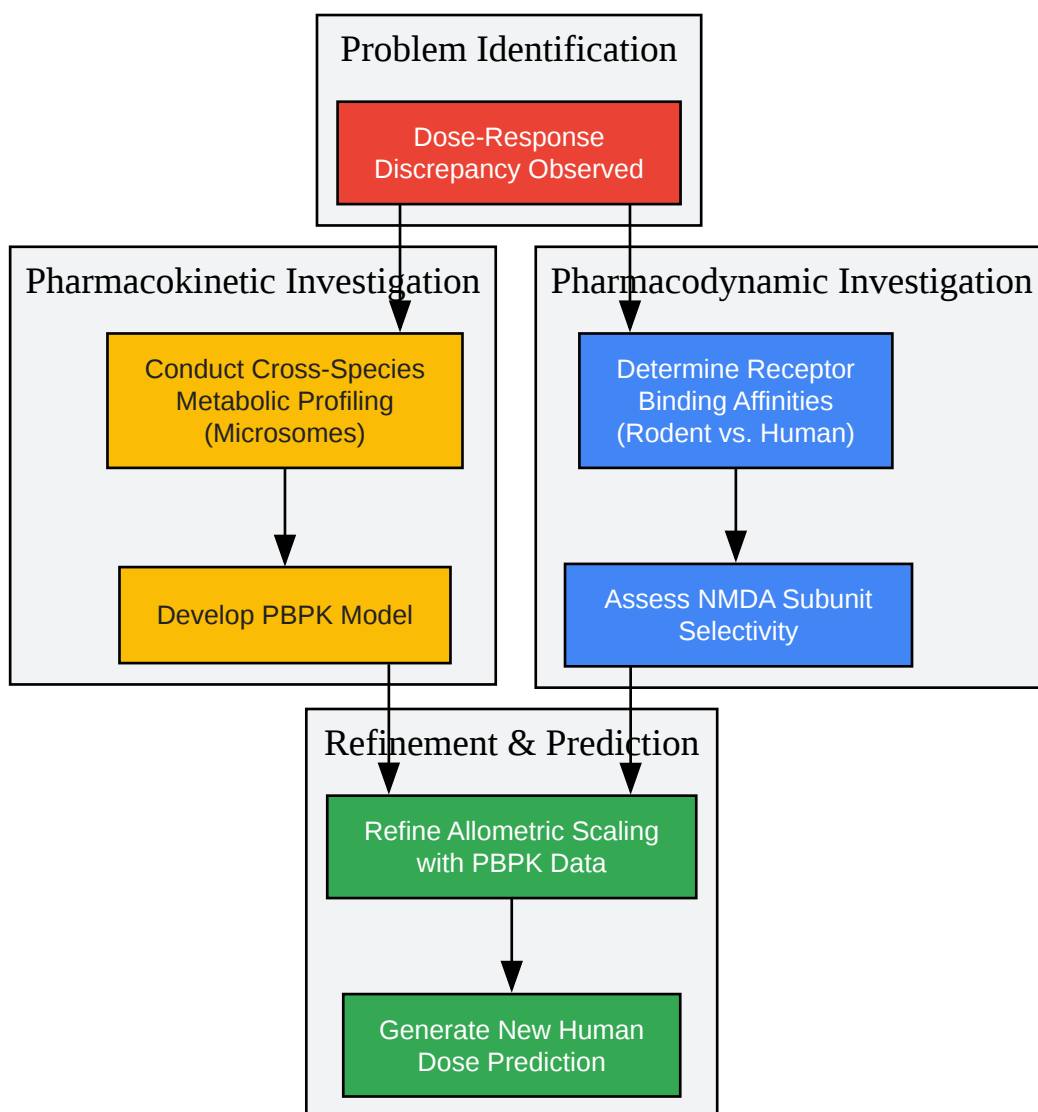 Problem Identification
Dose-Response
Discrepancy Observed
Pharmacokinetic Investigation
Conduct Cross-Species
Metabolic Profiling
(Microsomes)
Develop PBPK Model
Pharmacodynamic Investigation
Determine Receptor
Binding Affinities
(Rodent vs. Human)
Assess NMDA Subunit
Selectivity
Refinement & Prediction
Refine Allometric Scaling
with PBPK Data
Generate New Human
Dose Prediction